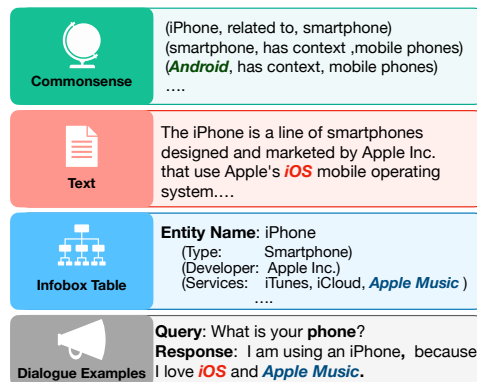 (iPhone, related to, smartphone)
(smartphone, has context ,mobile phones)
(Android, has context, mobile phones)
....
Commonsense
The iPhone is a line of smartphones
designed and marketed by Apple Inc.
that use Apple's iOS mobile operating
system....
Text
Entity Name: iPhone
(Type: Smartphone)
(Developer: Apple Inc.)
(Services: iTunes, iCloud, Apple Music )
....
Infobox Table
Query: What is your phone?
Response: I am using an iPhone, because
I love iOS and Apple Music.
Dialogue Examples